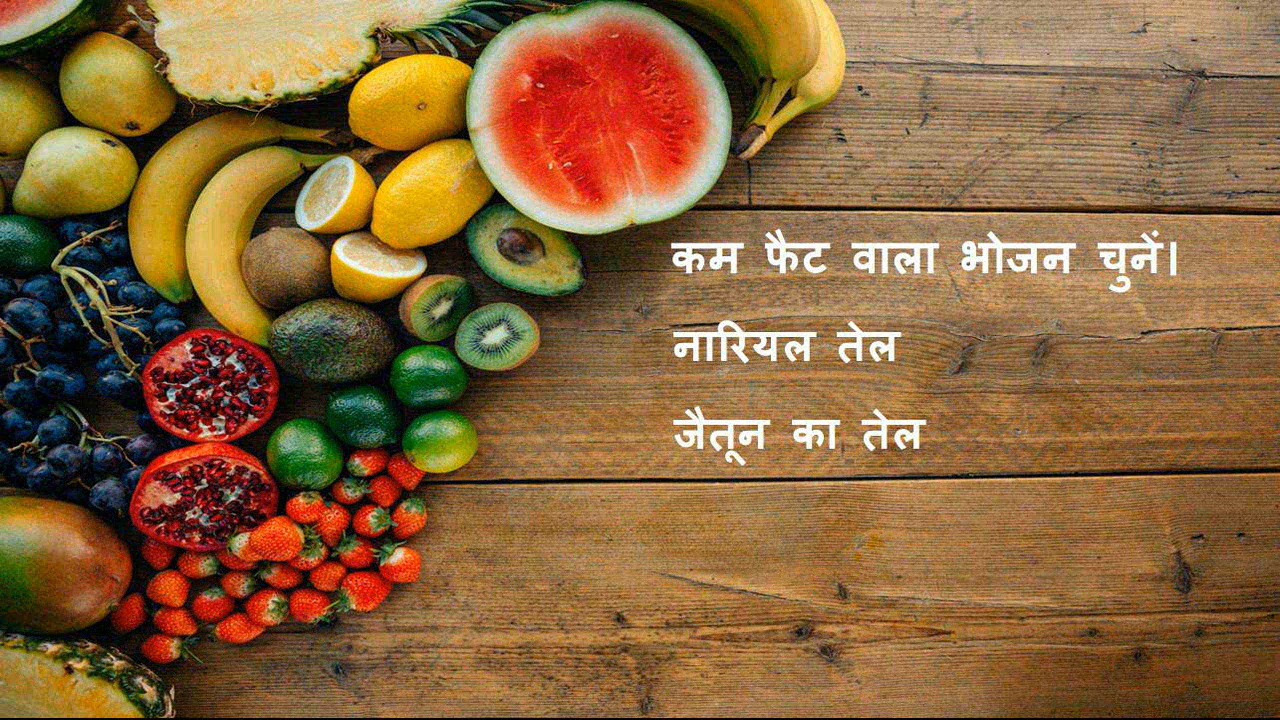 कम फैट वाला भोजन चुनें।
नारियल तेल
जैतून का तेल